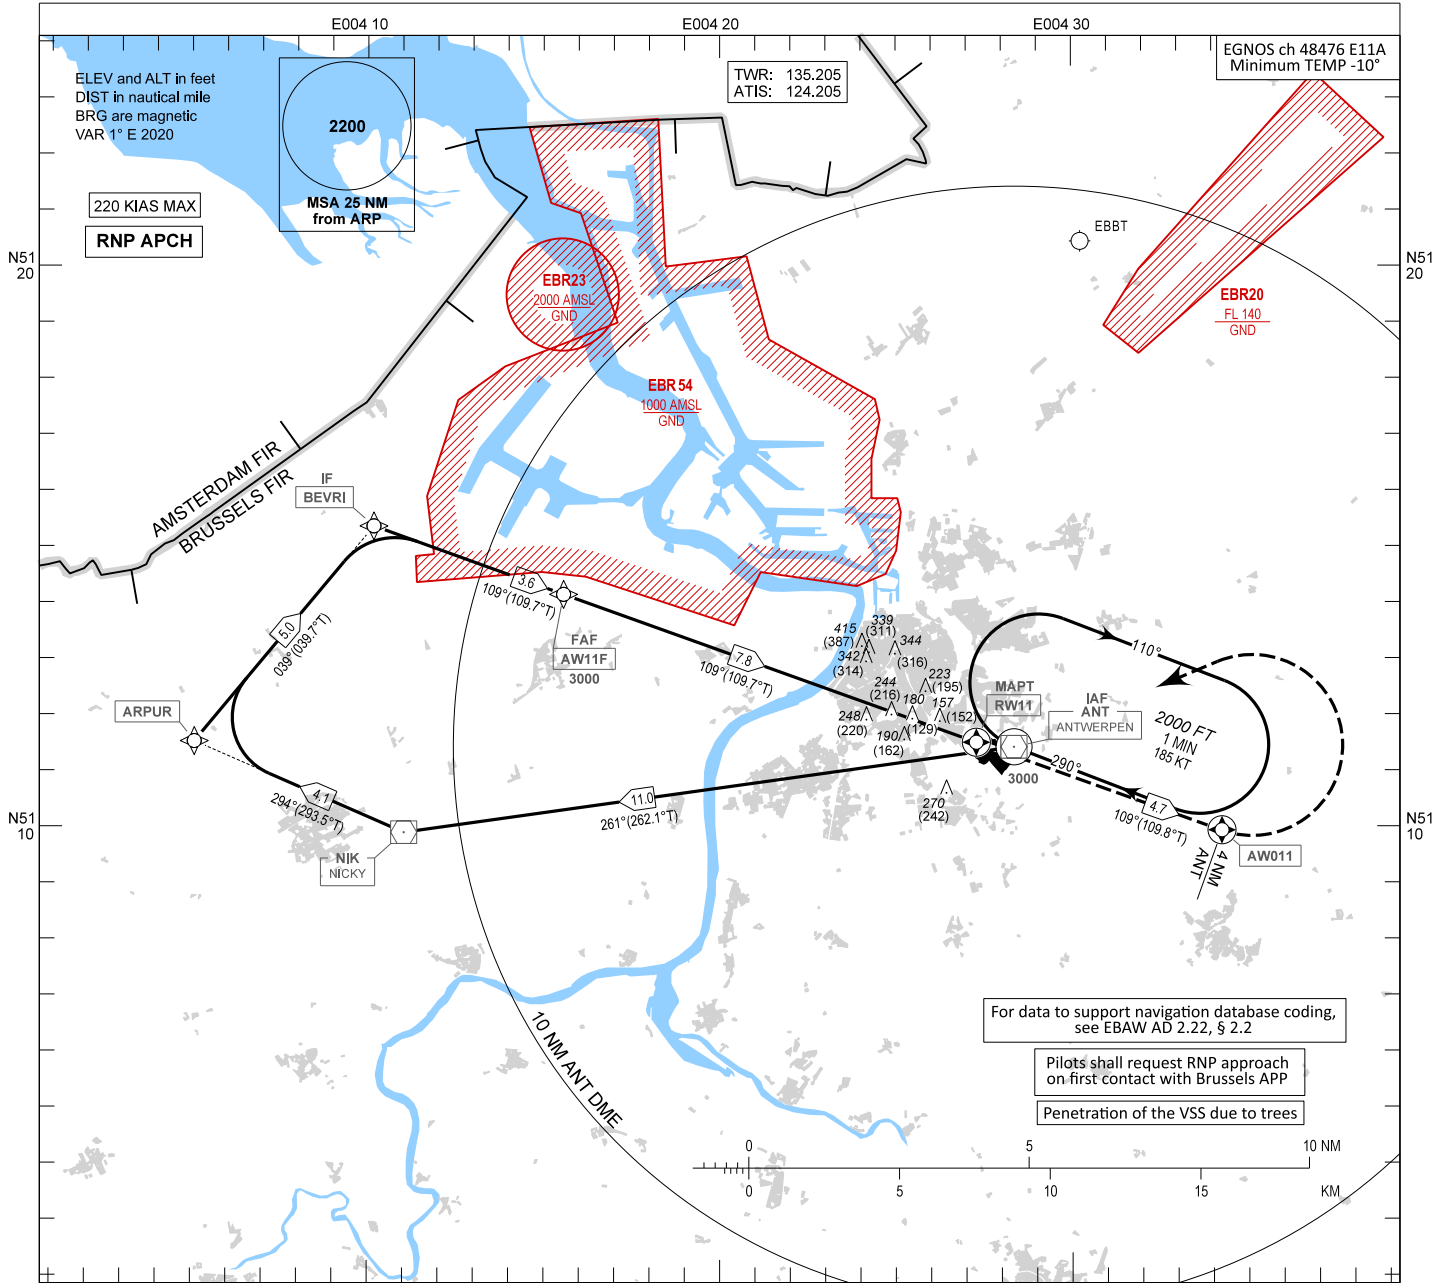 E004 10
E004 20
E004 30
EGNOS ch 48476 E11A
Minimum TEMP -10°
ELEV and ALT in feet
DIST in nautical mile
BRG are magnetic
VAR 1° E 2020
2200
MSA 25 NM
from ARP
TWR: 135.205
ATIS: 124.205
220 KIAS MAX
RNP APCH
EBBT
N51
20
N51
20
EBR23
2000 AMSL
GND
EBR20
FL 140
GND
EBR 54
1000 AMSL
GND
AMSTERDAM FIR
BRUSSELS FIR
IF
BEVRI
3.6
109°(109.7°T)
5.0
039°(039.7°T)
FAF
AW11F
3000
7.8
109°(109.7°T)
415
(387)
339
(311)
342
(314)
344
(316)
244
(216)
223
(195)
248
(220)
180
(129)
157
(152)
190
(162)
270
(242)
MAPT
RW11
IAF
ANT
ANTWERPEN
3000
110°
2000 FT
1 MIN
185 KT
290°
4.7
109°(109.8°T)
AW011
4 NM
ANT
ARPUR
4.1
294°(293.5°T)
11.0
261°(262.1°T)
NIK
NICKY
N51
10
N51
10
10 NM ANT DME
For data to support navigation database coding,
see EBAW AD 2.22, § 2.2
Pilots shall request RNP approach
on first contact with Brussels APP
Penetration of the VSS due to trees
0 5 10 NM
0 5 10 15 KM